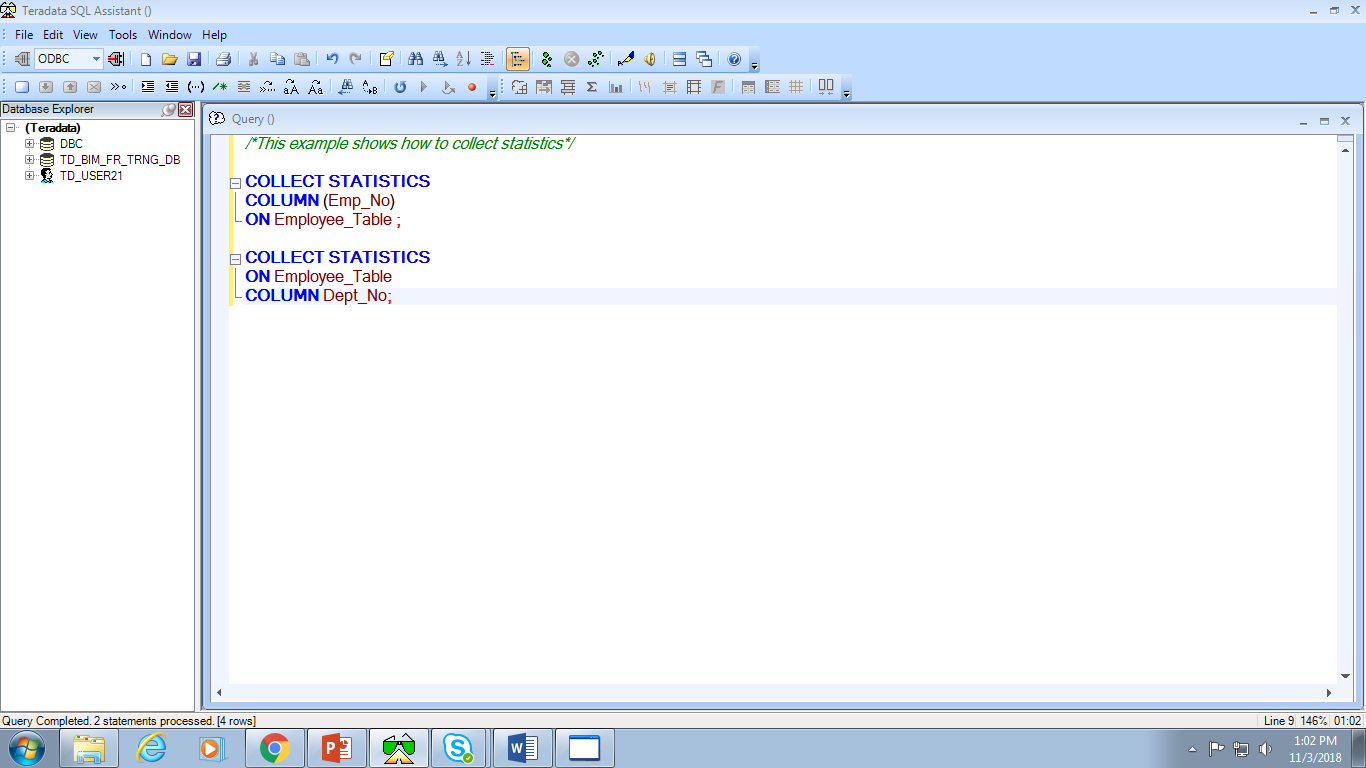 Teradata SQL Assistant ()
File Edit View Tools Window Help
ODBC
Database Explorer
(Teradata)
DBC
TD_BIM_FR_TRNG_DB
TD_USER21
Query ()
/*This example shows how to collect statistics*/
COLLECT STATISTICS
COLUMN (Emp_No)
ON Employee_Table ;
COLLECT STATISTICS
ON Employee_Table
COLUMN Dept_No;
Query Completed. 2 statements processed. [4 rows] Line 9 146% 01:02
1:02 PM
11/3/2018